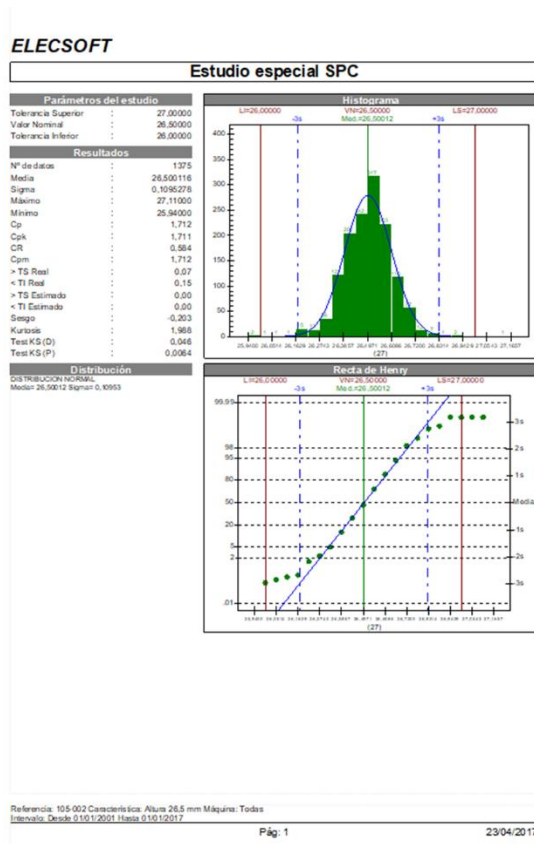 ELECSOFT
Estudio especial SPC
Parámetros del estudio
Tolerancia Superior : 27,00000
Valor Nominal : 26,50000
Tolerancia Inferior : 26,00000
Resultados
Nº de datos : 1375
Media : 26,500116
Sigma : 0,1095278
Máximo : 27,11000
Mínimo : 25,94000
Cp : 1,712
Cpk : 1,711
CR : 0,584
Cpm : 1,712
> TS Real : 0,07
< TI Real : 0,15
> TS Estimado : 0,00
< TI Estimado : 0,00
Sesgo : -0,203
Kurtosis : 1,988
Test KS (D) : 0,046
Test KS (P) : 0,0064
Distribución
DISTRIBUCION NORMAL
Media= 26,50012 Sigma= 0,10953
Histograma
LI=26,00000 VN=26,50000 LS=27,00000
-3s Med.=26,50012 +3s
400
350
300
250
200
150
100
50
0
(27)
Recta de Henry
LI=26,00000 VN=26,50000 LS=27,00000
-3s Med.=26,50012 +3s
99.99
98
95
80
50
20
5
2
.01
+3s
+2s
+1s
Media
-1s
-2s
-3s
(27)
Referencia: 105-002 Característica: Altura 26,5 mm Máquina: Todas
Intervalo: Desde 01/01/2001 Hasta 01/01/2017
Pág: 1 23/04/2017